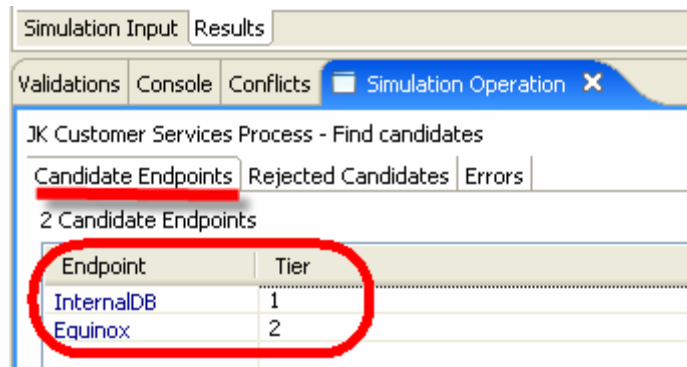 Simulation Input Results
Validations Console Conflicts Simulation Operation
JK Customer Services Process - Find candidates
Candidate Endpoints Rejected Candidates Errors
2 Candidate Endpoints
Endpoint Tier
InternalDB 1
Equinox 2